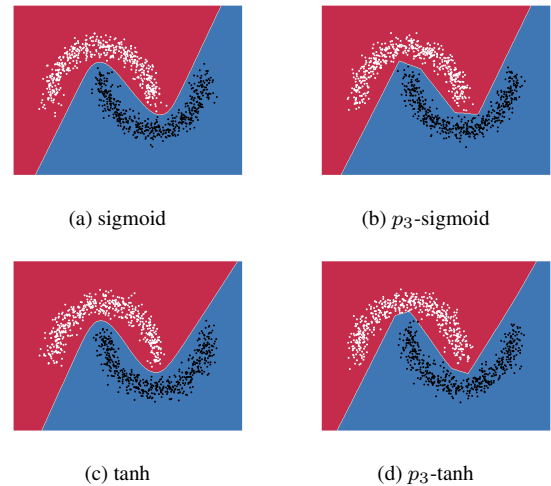 (a) sigmoid
(b) p₃-sigmoid
(c) tanh
(d) p₃-tanh